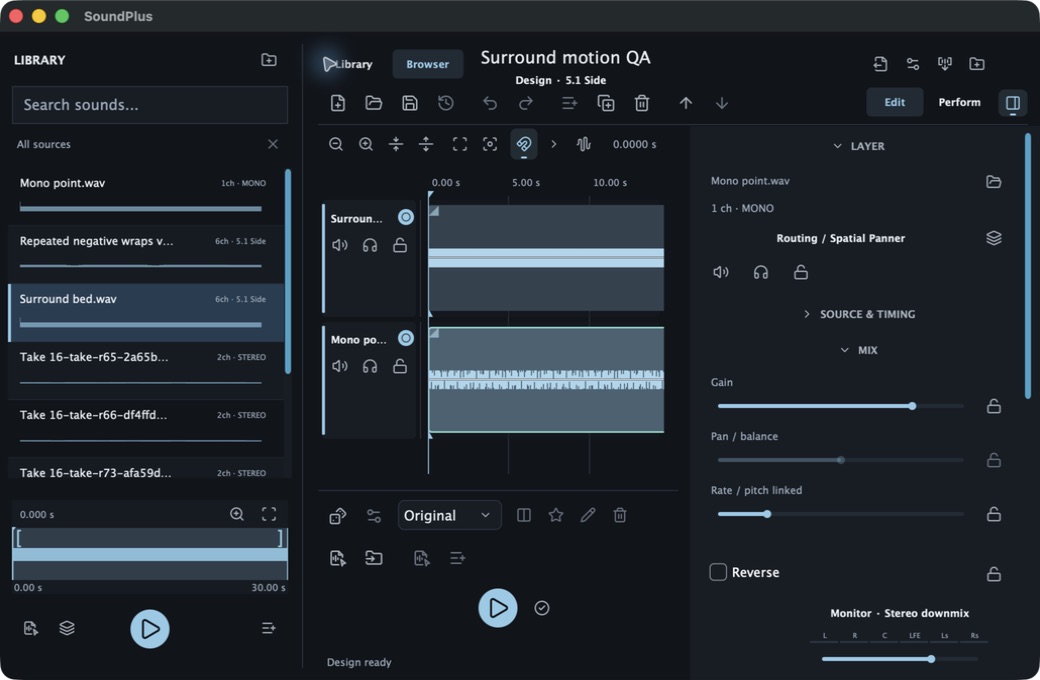 SoundPlus
LIBRARY
Search sounds...
All sources
Mono point.wav
1ch · MONO
Repeated negative wraps v...
6ch · 5.1 Side
Surround bed.wav
6ch · 5.1 Side
Take 16-take-r65-2a65b...
2ch · STEREO
Take 16-take-r66-df4ffd...
2ch · STEREO
Take 16-take-r73-afa59d...
2ch · STEREO
0.000 s
0.00 s
30.00 s
Library
Browser
Surround motion QA
Design · 5.1 Side
Edit
Perform
0.0000 s
0.00 s
5.00 s
10.00 s
Surroun...
Mono po...
Original
Design ready
LAYER
Mono point.wav
1 ch · MONO
Routing / Spatial Panner
SOURCE & TIMING
MIX
Gain
Pan / balance
Rate / pitch linked
Reverse
Monitor · Stereo downmix
L R C LFE Ls Rs